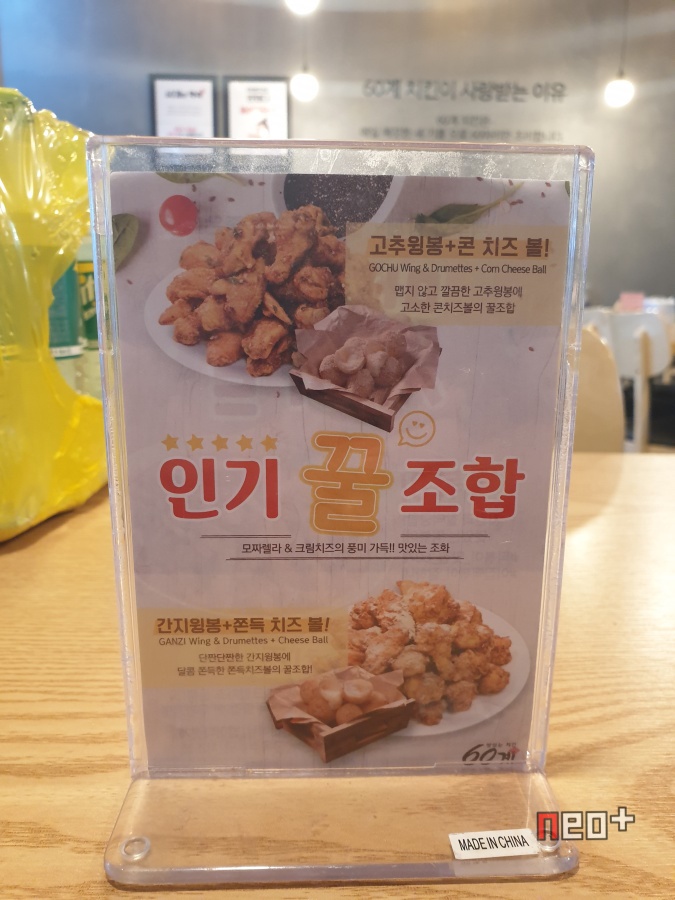 60계 치킨이 사랑받는 이유
고추윙봉+콘 치즈 볼!
GOCHU Wing & Drumettes + Corn Cheese Ball
맵지 않고 깔끔한 고추윙봉에
고소한 콘치즈볼의 꿀조합
인기 꿀 조합
모짜렐라 & 크림치즈의 풍미 가득!! 맛있는 조화
간지윙봉+쫀득 치즈 볼!
GANZI Wing & Drumettes + Cheese Ball
단짠단짠한 간지윙봉에
달콤 쫀득한 쫀득치즈볼의 꿀조합!
60계
MADE IN CHINA
neo+